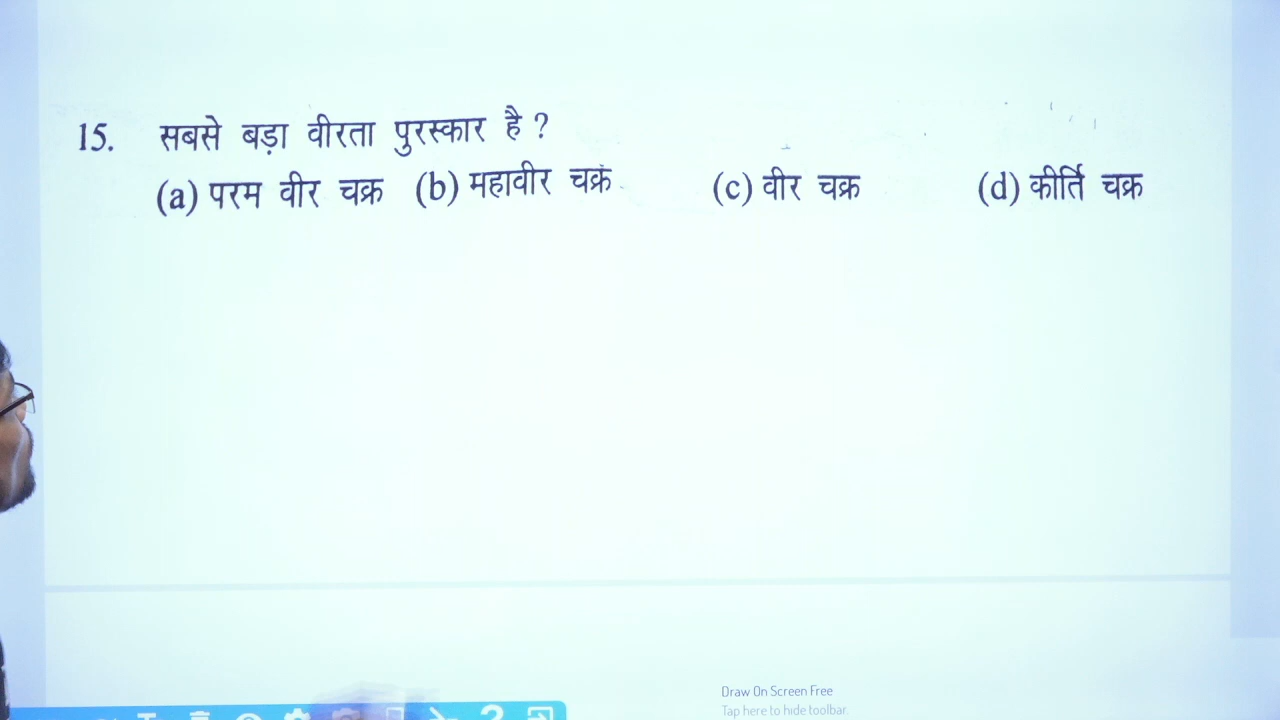 15. सबसे बड़ा वीरता पुरस्कार है ?
(a) परम वीर चक्र (b) महावीर चक्र (c) वीर चक्र (d) कीर्ति चक्र
Draw On Screen Free
Tap here to hide toolbar.